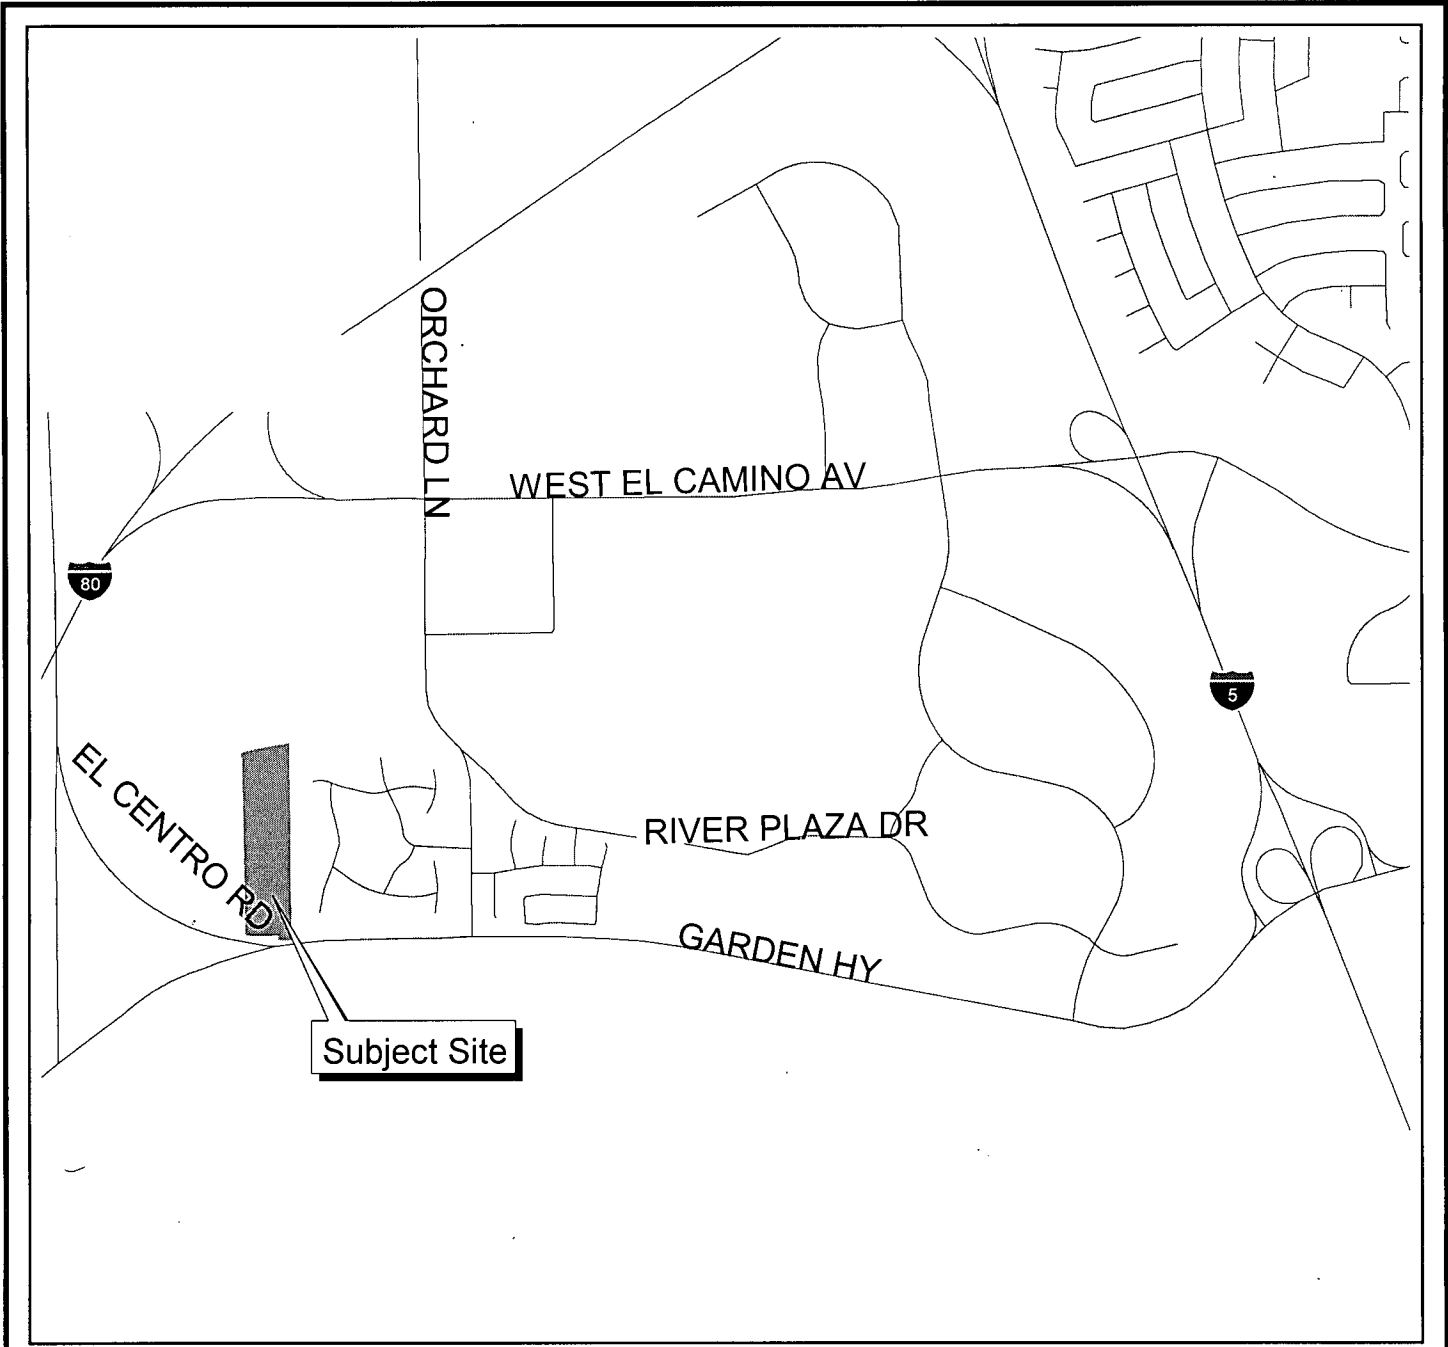 ORCHARD LN
WEST EL CAMINO AV
80
5
EL CENTRO RD
RIVER PLAZA DR
GARDEN HY
Subject Site